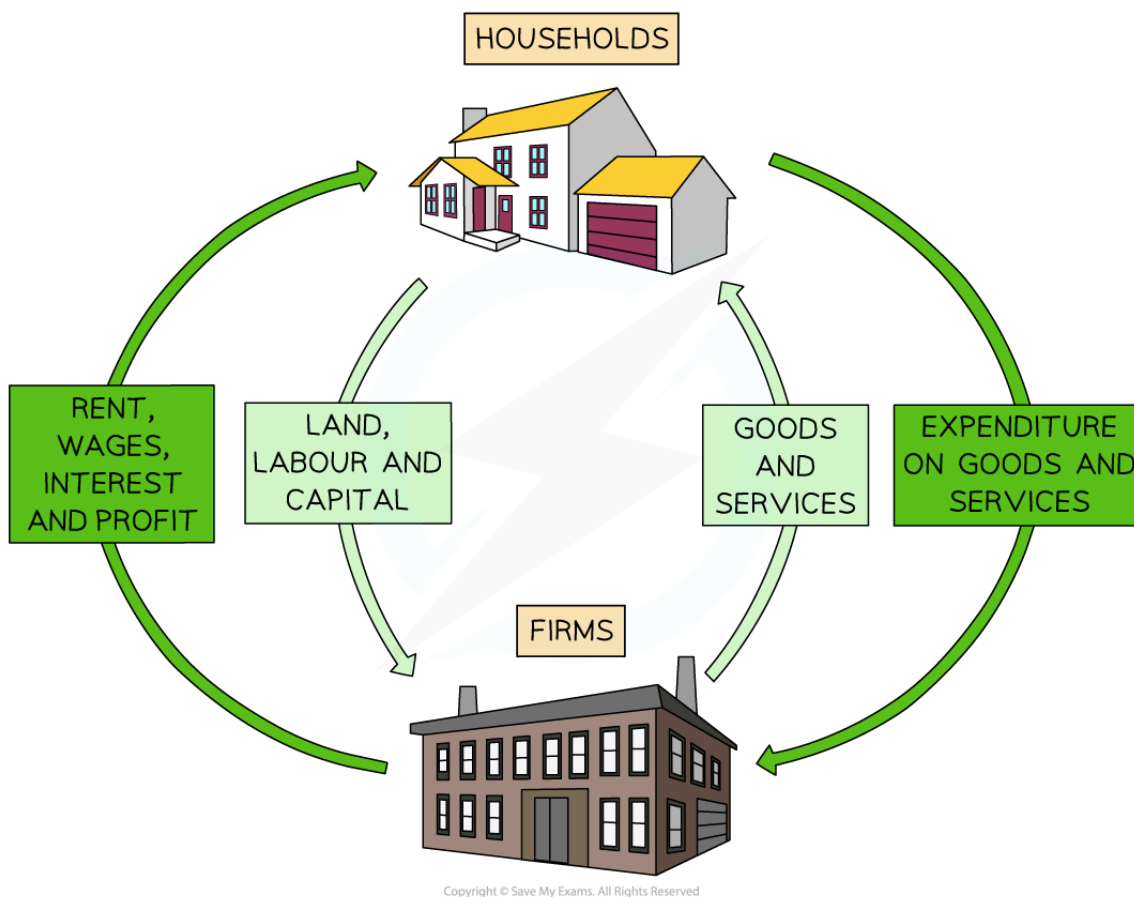 HOUSEHOLDS
RENT,
WAGES,
INTEREST
AND PROFIT
LAND,
LABOUR AND
CAPITAL
GOODS
AND
SERVICES
EXPENDITURE
ON GOODS AND
SERVICES
FIRMS
Copyright © Save My Exams. All Rights Reserved